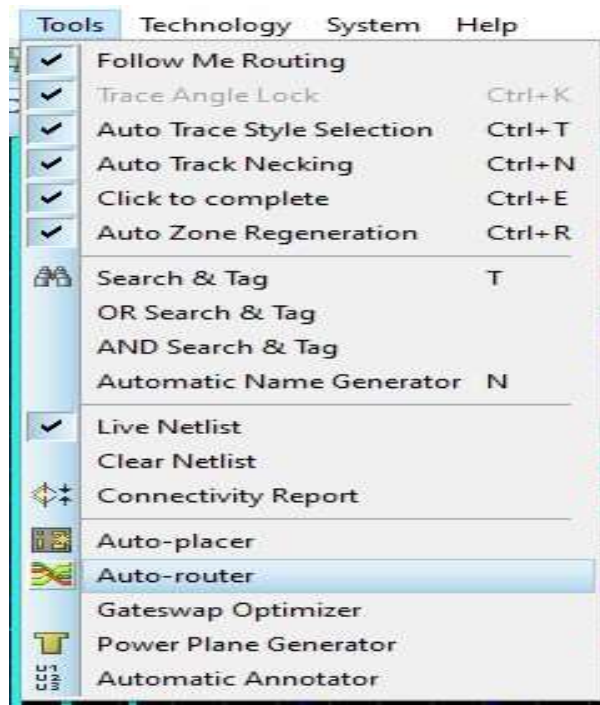 Tools Technology System Help
Follow Me Routing
Trace Angle Lock Ctrl+K
Auto Trace Style Selection Ctrl+T
Auto Track Necking Ctrl+N
Click to complete Ctrl+E
Auto Zone Regeneration Ctrl+R
Search & Tag T
OR Search & Tag
AND Search & Tag
Automatic Name Generator N
Live Netlist
Clear Netlist
Connectivity Report
Auto-placer
Auto-router
Gateswap Optimizer
Power Plane Generator
Automatic Annotator